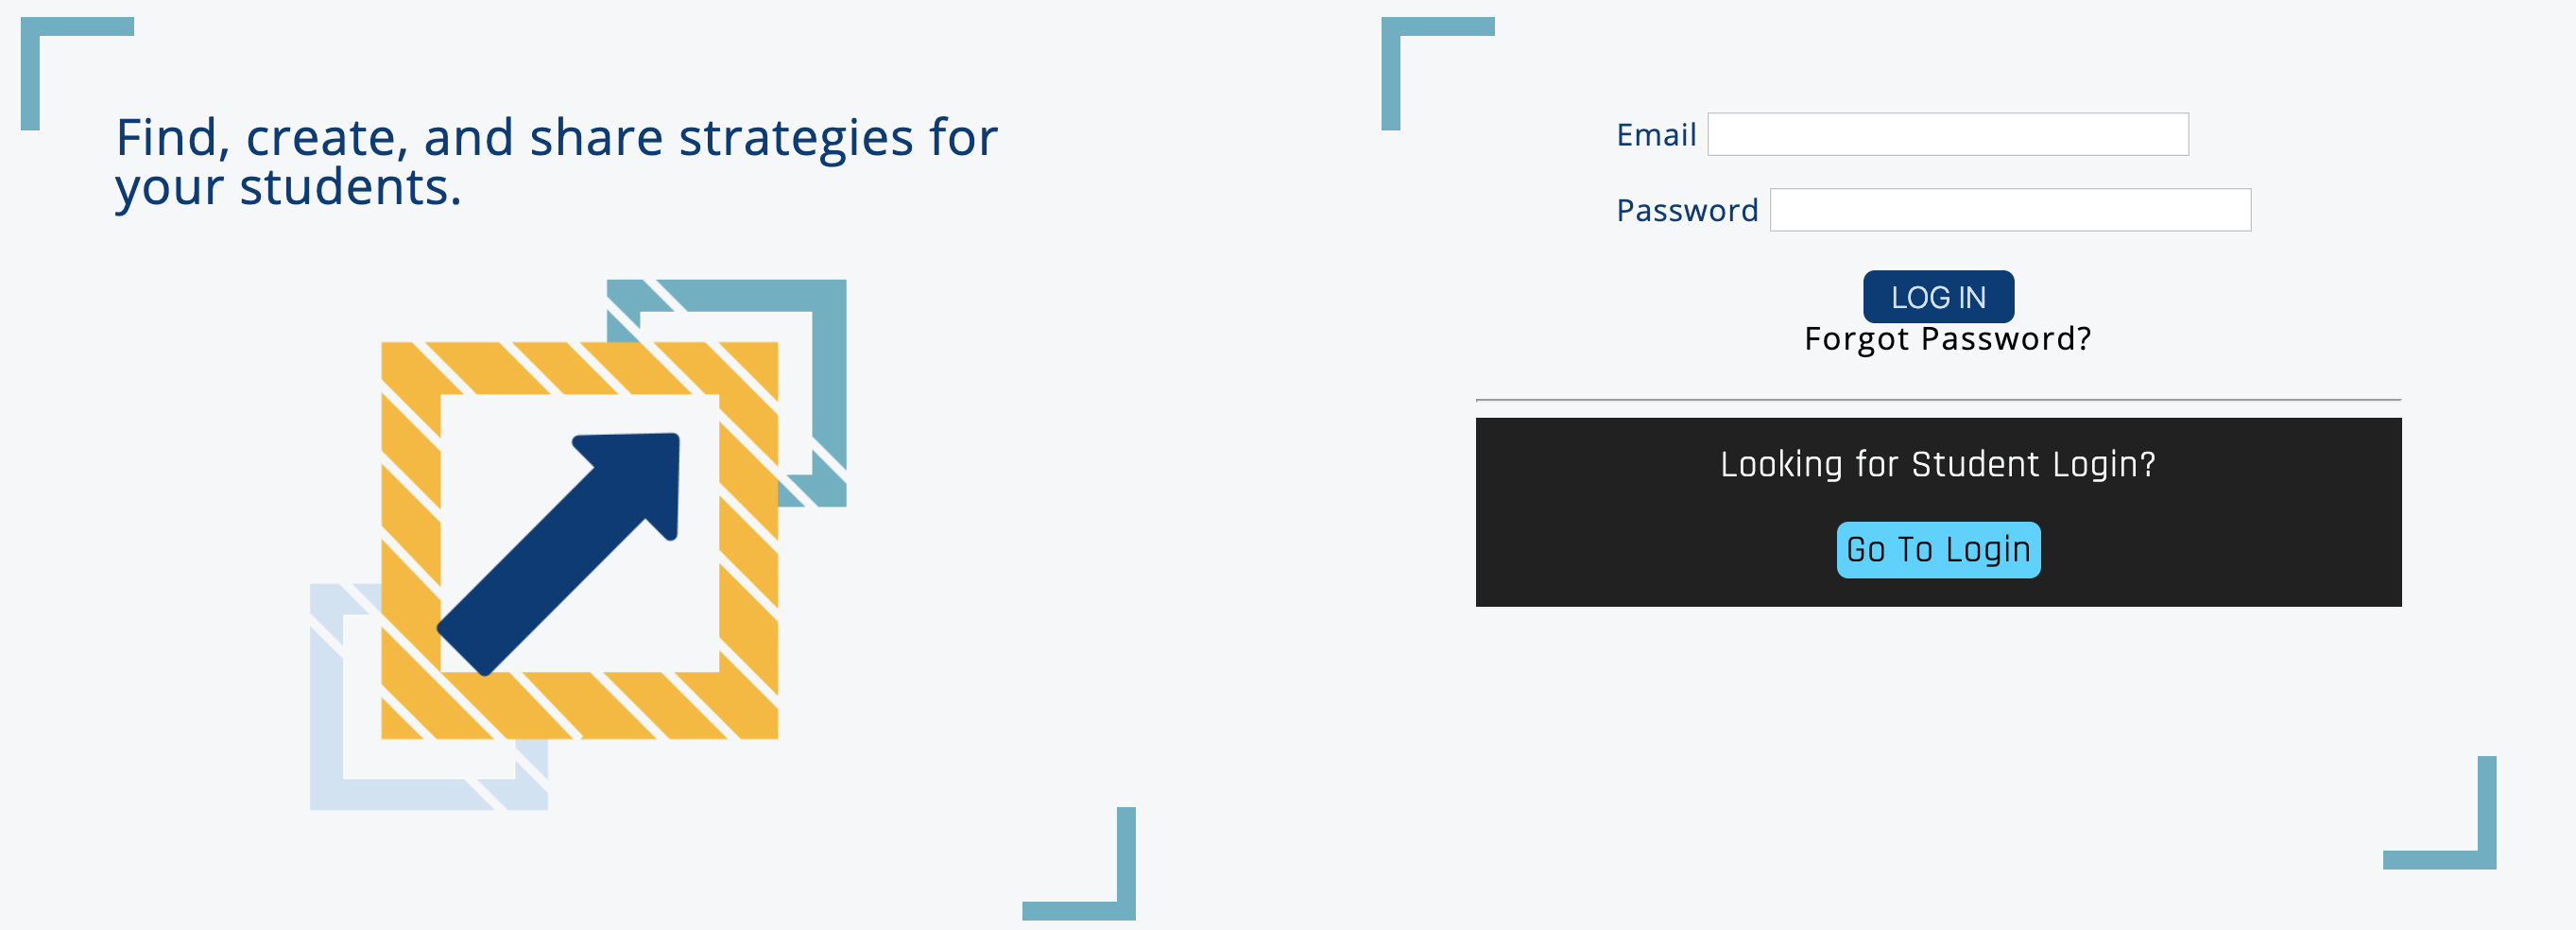 Find, create, and share strategies for
your students.
Email
Password
LOG IN
Forgot Password?
Looking for Student Login?
Go To Login